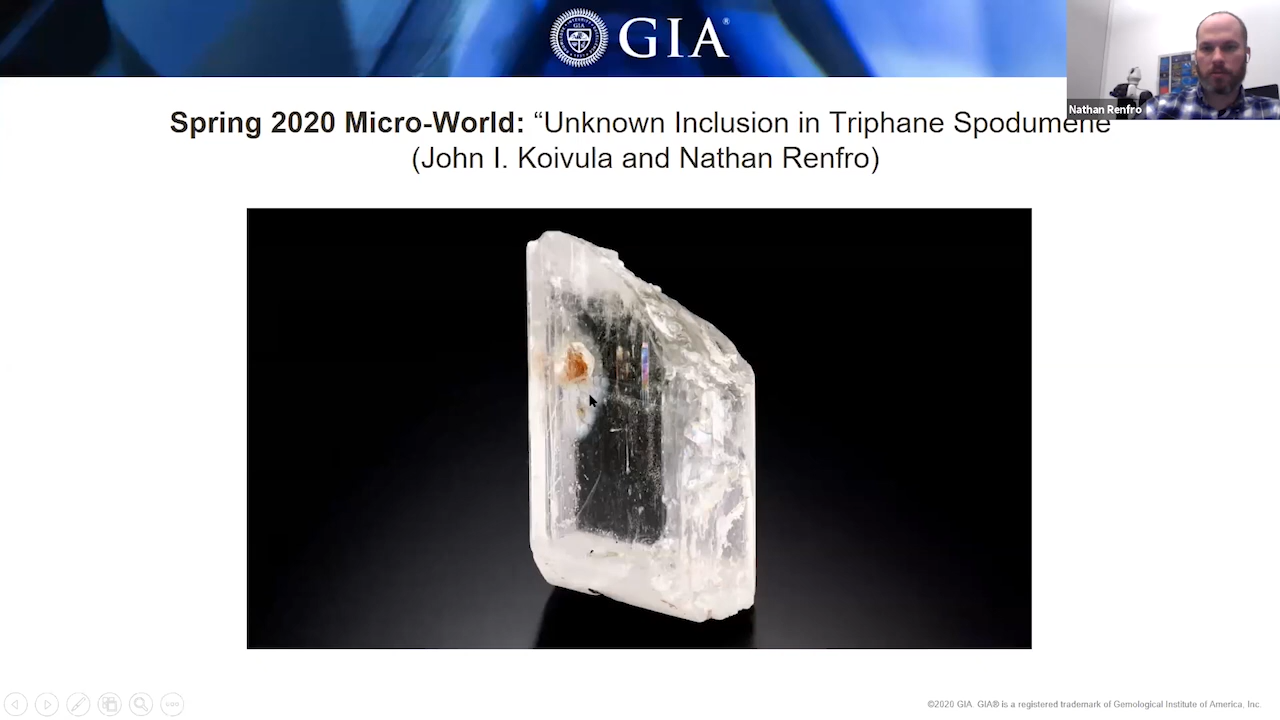 GIA
GIA®
Nathan Renfro
Spring 2020 Micro-World: “Unknown Inclusion in Triphane Spodumene
(John I. Koivula and Nathan Renfro)
©2020 GIA. GIA® is a registered trademark of Gemological Institute of America, Inc.